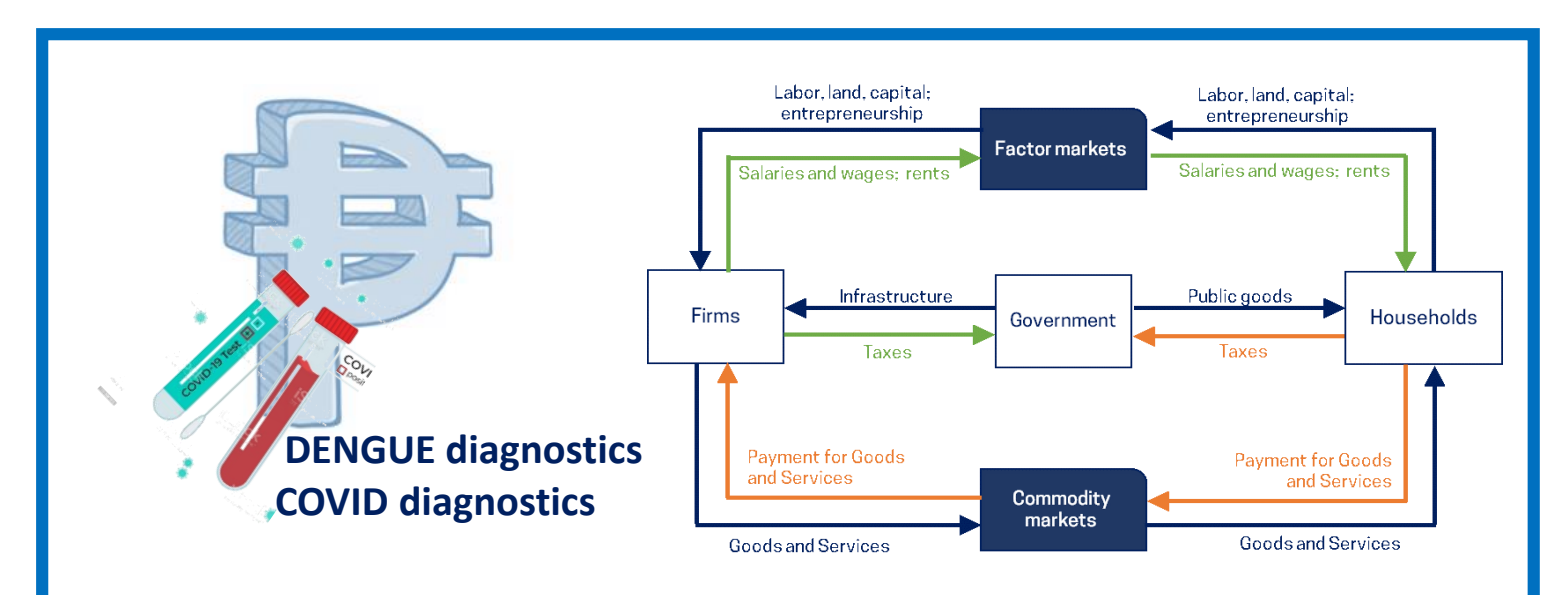 COVID-19 Test
COVI
posit
DENGUE diagnostics
COVID diagnostics
Labor, land, capital;
entrepreneurship
Labor, land, capital;
entrepreneurship
Factor markets
Salaries and wages; rents
Salaries and wages; rents
Firms
Infrastructure
Taxes
Government
Public goods
Taxes
Households
Payment for Goods
and Services
Payment for Goods
and Services
Commodity
markets
Goods and Services
Goods and Services